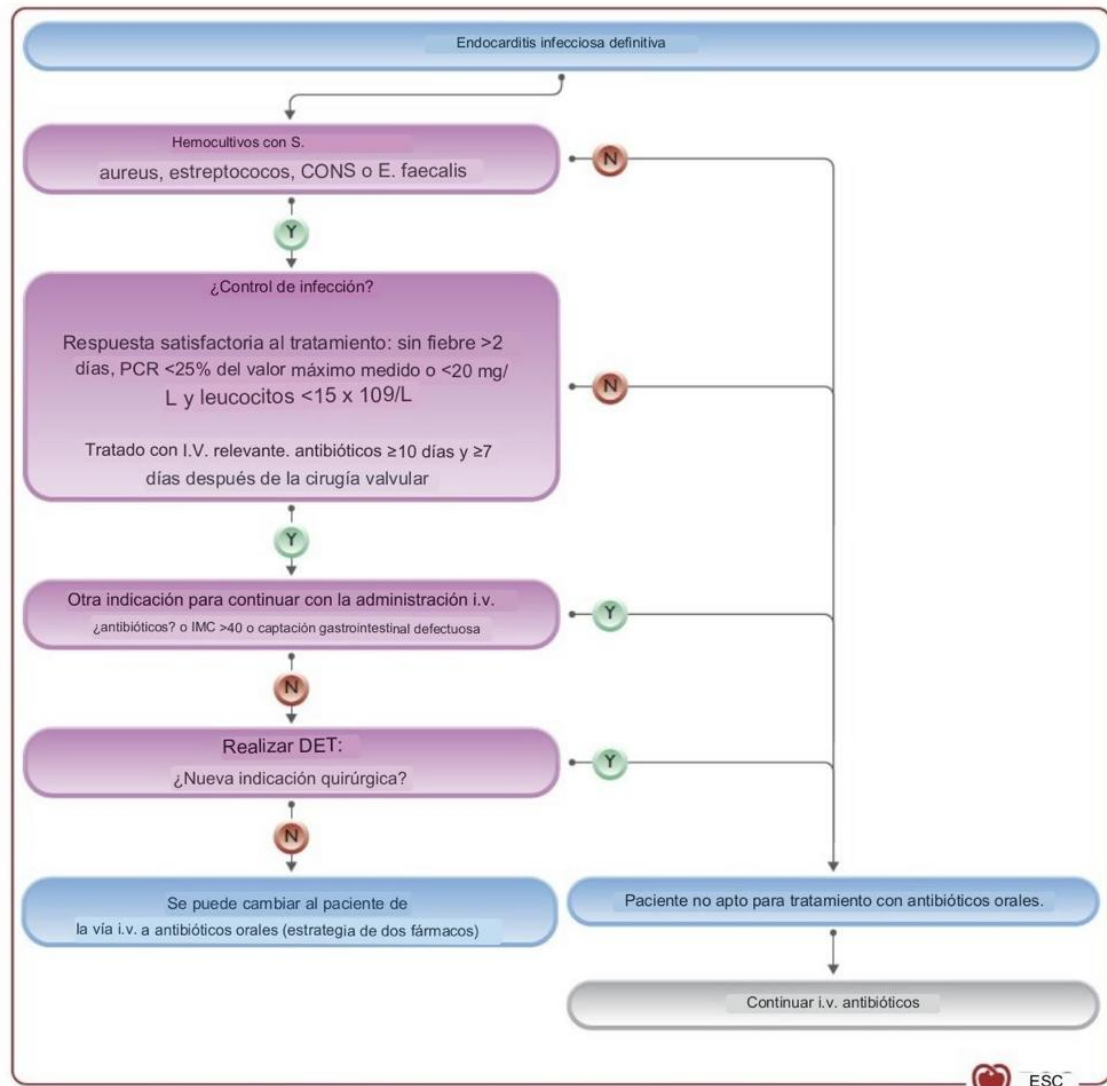 Endocarditis infecciosa definitiva
Hemocultivos con S.
aureus, estreptococos, CONS o E. faecalis
N
Y
¿Control de infección?
Respuesta satisfactoria al tratamiento: sin fiebre >2
días, PCR <25% del valor máximo medido o <20 mg/
L y leucocitos <15 x 109/L
N
Tratado con I.V. relevante. antibióticos ≥10 días y ≥7
días después de la cirugía valvular
Y
Otra indicación para continuar con la administración i.v.
¿antibióticos? o IMC >40 o captación gastrointestinal defectuosa
Y
N
Realizar DET:
¿Nueva indicación quirúrgica?
Y
N
Se puede cambiar al paciente de
la vía i.v. a antibióticos orales (estrategia de dos fármacos)
Paciente no apto para tratamiento con antibióticos orales.
Continuar i.v. antibióticos
ESC